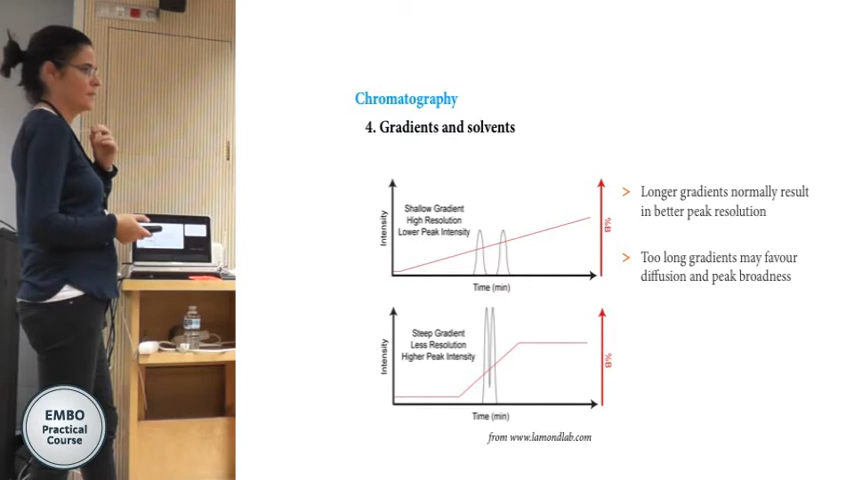 Chromatography
4. Gradients and solvents
Shallow Gradient
High Resolution
Lower Peak Intensity
Intensity
%B
Time (min)
> Longer gradients normally result
in better peak resolution
> Too long gradients may favour
diffusion and peak broadness
Steep Gradient
Less Resolution
Higher Peak Intensity
Intensity
%B
Time (min)
from www.lamondlab.com
EMBO
Practical
Course